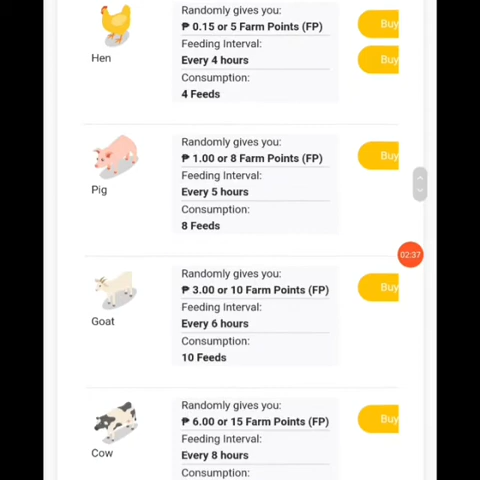 Randomly gives you:
₱ 0.15 or 5 Farm Points (FP)
Buy
Feeding Interval:
Buy
Hen
Every 4 hours
Consumption:
4 Feeds
Randomly gives you:
₱ 1.00 or 8 Farm Points (FP)
Buy
Feeding Interval:
Pig
Every 5 hours
Consumption:
8 Feeds
02:37
Randomly gives you:
₱ 3.00 or 10 Farm Points (FP)
Buy
Feeding Interval:
Goat
Every 6 hours
Consumption:
10 Feeds
Randomly gives you:
₱ 6.00 or 15 Farm Points (FP)
Buy
Feeding Interval:
Cow
Every 8 hours
Consumption: